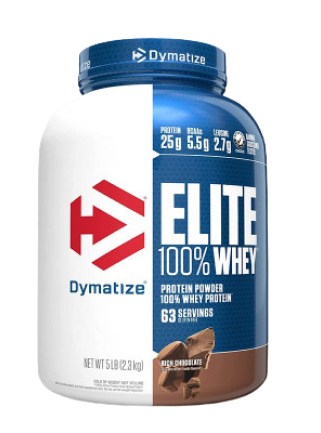 Dymatize
PROTEIN BCAAs LEUCINE
25g 5.5g 2.7g
ELITE
100% WHEY
Dymatize®
PROTEIN POWDER
100% WHEY PROTEIN
63 SERVINGS
RICH CHOCOLATE
NET WT 5 LB (2.3 kg)